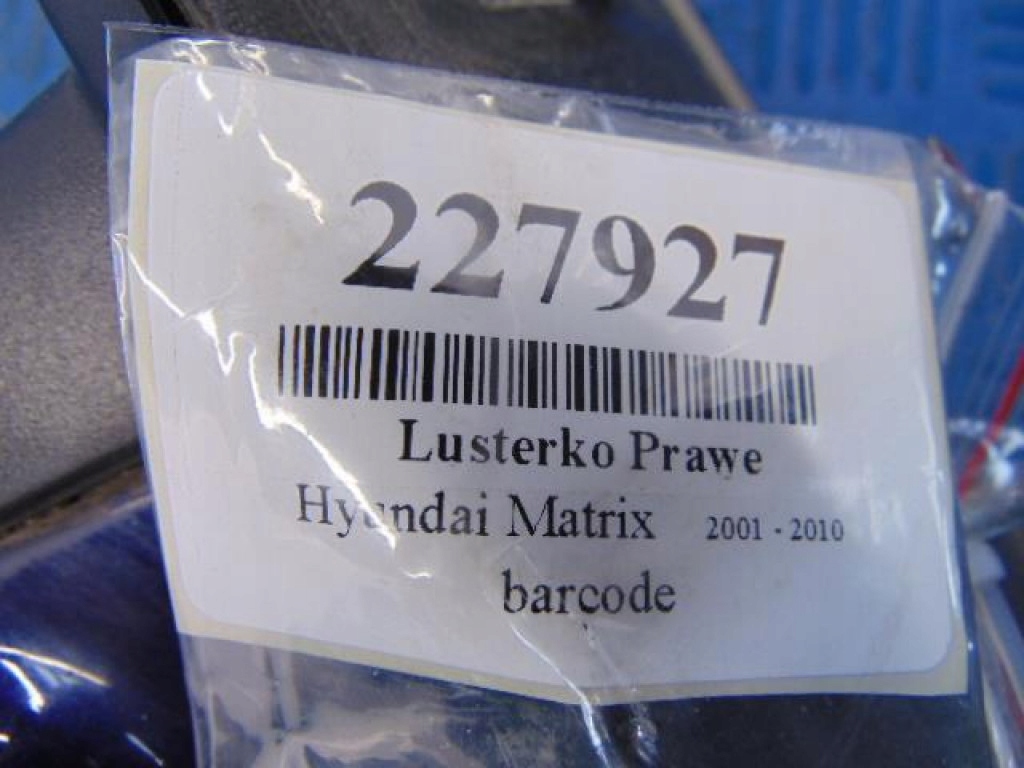 227927
Lusterko Prawe
Hyundai Matrix 2001 - 2010
barcode